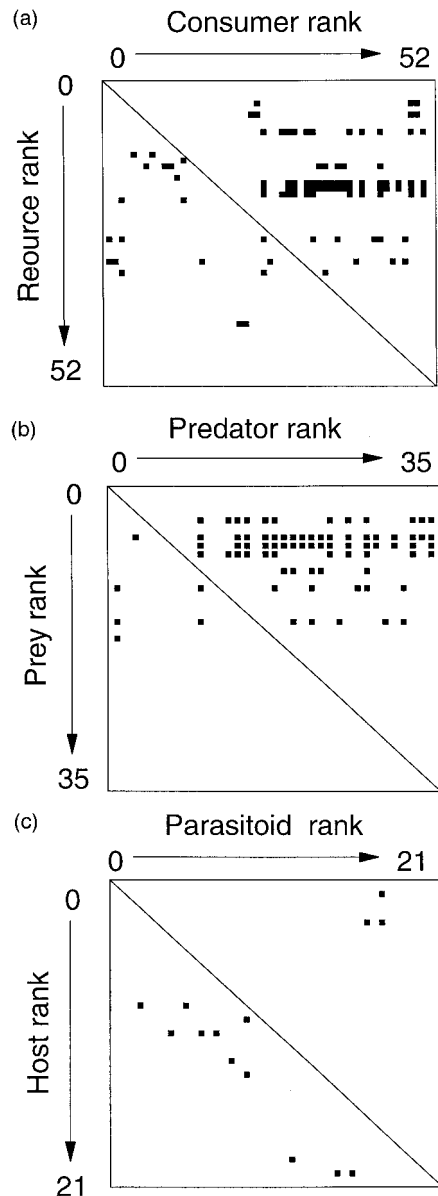 (a)
Consumer rank
0 52
0
Reource rank
52
(b)
Predator rank
0 35
0
Prey rank
35
(c)
Parasitoid rank
0 21
0
Host rank
21